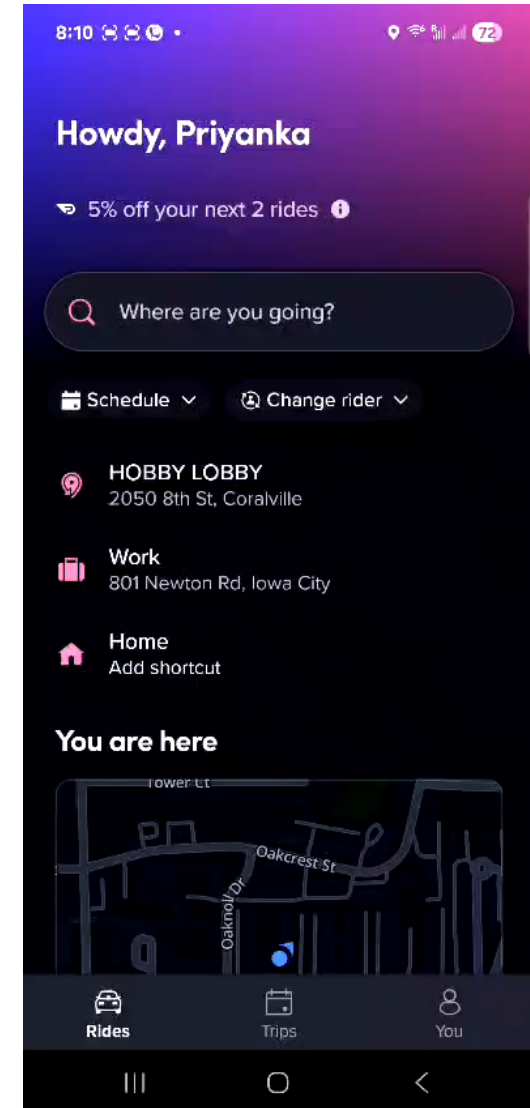 8:10
72
Howdy, Priyanka
5% off your next 2 rides
Where are you going?
Schedule
Change rider
HOBBY LOBBY
2050 8th St, Coralville
Work
801 Newton Rd, Iowa City
Home
Add shortcut
You are here
Tower Ct
Oakcrest St
Oaknoll Dr
Rides
Trips
You